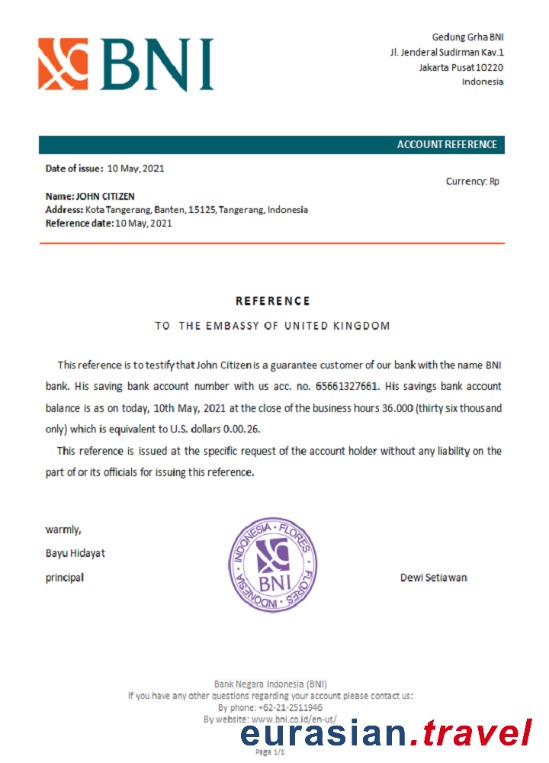 BNI
Gedung Grha BNI
Jl. Jenderal Sudirman Kav.1
Jakarta Pusat 10220
Indonesia
ACCOUNT REFERENCE
Date of issue: 10 May, 2021
Currency: Rp
Name: JOHN CITIZEN
Address: Kota Tangerang, Banten, 15125, Tangerang, Indonesia
Reference date: 10 May, 2021
REFERENCE
TO THE EMBASSY OF UNITED KINGDOM
This reference is to testify that John Citizen is a guarantee customer of our bank with the name BNI
bank. His saving bank account number with us acc. no. 65661327661. His savings bank account
balance is as on today, 10th May, 2021 at the close of the business hours 36.000 (thirty six thousand
only) which is equivalent to U.S. dollars 0.00.26.
This reference is issued at the specific request of the account holder without any liability on the
part of or its officials for issuing this reference.
warmly,
Bayu Hidayat
principal
INDONESIA · FLORES · INDONESIA · FLORES ·
BNI
Dewi Setiawan
Bank Negara Indonesia (BNI)
If you have any other questions regarding your account please contact us:
By phone: +62-21-2511946
By website: www.bni.co.id/en-us/
eurasian.travel
Page 1/1